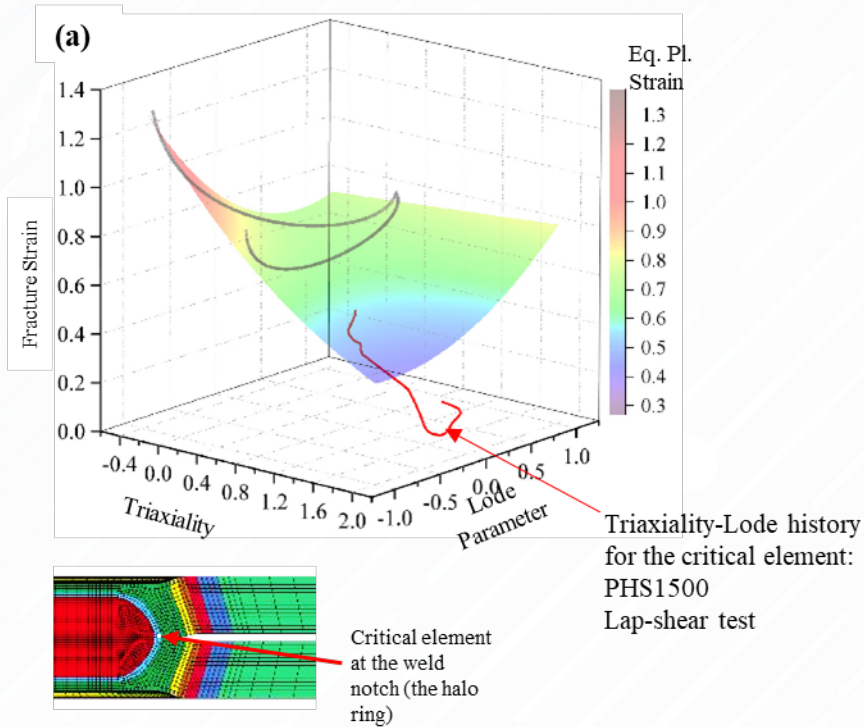 (a)
Eq. Pl.
Strain
1.4
1.2
1.0
0.8
0.6
0.4
0.2
0.0
Fracture Strain
-0.4
0.0
0.4
0.8
1.2
1.6
2.0
Triaxiality
-1.0
-0.5
0.0
0.5
1.0
Lode
Parameter
1.3
1.2
1.1
1.0
0.9
0.8
0.7
0.6
0.5
0.4
0.3
Triaxiality-Lode history
for the critical element:
PHS1500
Lap-shear test
Critical element
at the weld
notch (the halo
ring)